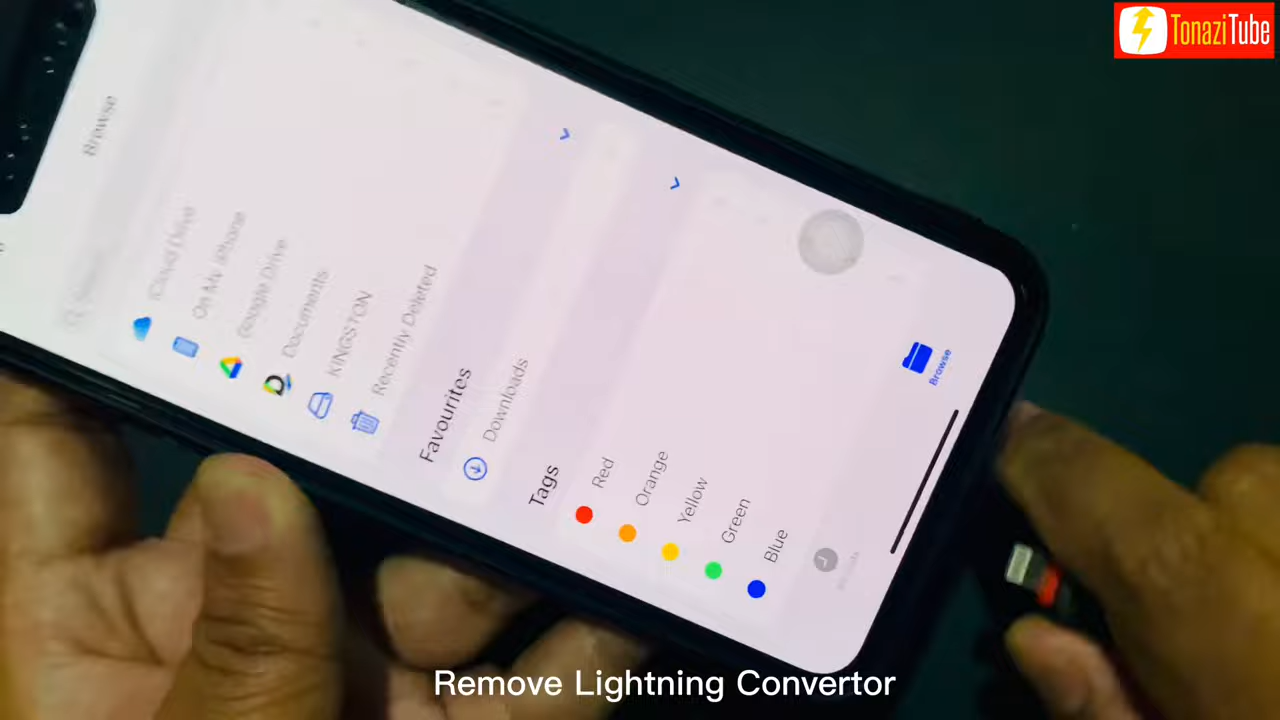 TonaziTube
Browse
iCloud Drive
On My iPhone
Google Drive
Documents
KINGSTON
Recently Deleted
Favourites
Downloads
Tags
Red
Orange
Yellow
Green
Blue
Browse
Remove Lightning Convertor